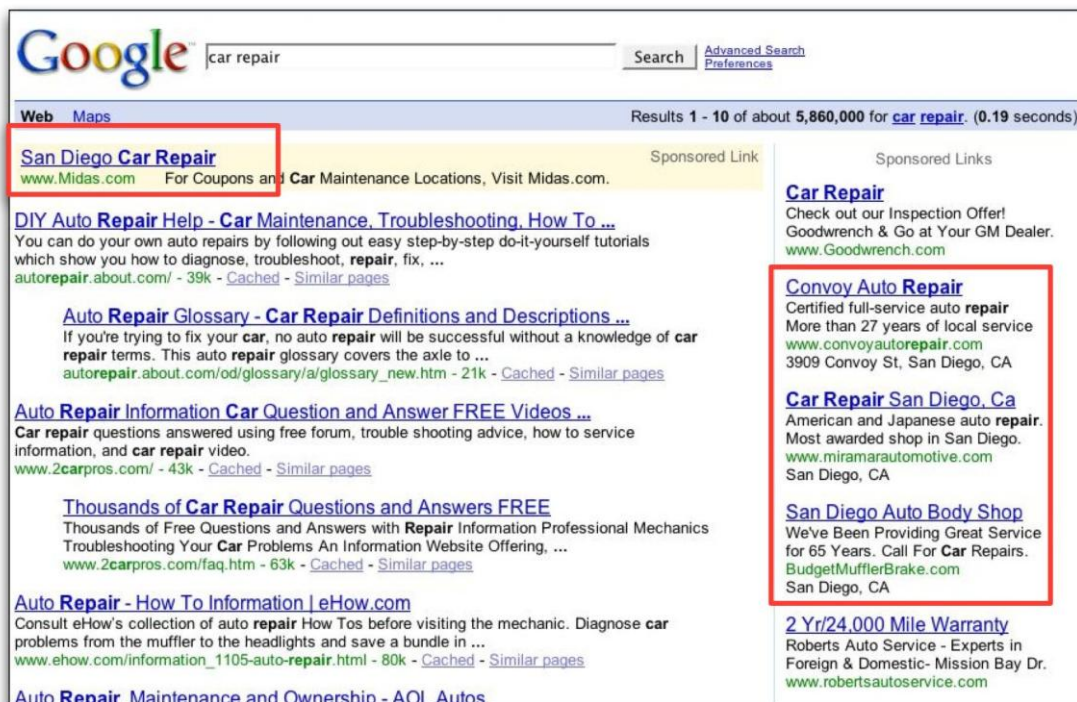 Google
car repair
Search
Advanced Search
Preferences
Web Maps
Results 1 - 10 of about 5,860,000 for car repair. (0.19 seconds)
San Diego Car Repair
Sponsored Link
www.Midas.com For Coupons and Car Maintenance Locations, Visit Midas.com.
DIY Auto Repair Help - Car Maintenance, Troubleshooting, How To ...
You can do your own auto repairs by following out easy step-by-step do-it-yourself tutorials
which show you how to diagnose, troubleshoot, repair, fix, ...
autorepair.about.com/ - 39k - Cached - Similar pages
Auto Repair Glossary - Car Repair Definitions and Descriptions ...
If you're trying to fix your car, no auto repair will be successful without a knowledge of car
repair terms. This auto repair glossary covers the axle to ...
autorepair.about.com/od/glossary/a/glossary_new.htm - 21k - Cached - Similar pages
Auto Repair Information Car Question and Answer FREE Videos ...
Car repair questions answered using free forum, trouble shooting advice, how to service
information, and car repair video.
www.2carpros.com/ - 43k - Cached - Similar pages
Thousands of Car Repair Questions and Answers FREE
Thousands of Free Questions and Answers with Repair Information Professional Mechanics
Troubleshooting Your Car Problems An Information Website Offering, ...
www.2carpros.com/faq.htm - 63k - Cached - Similar pages
Auto Repair - How To Information | eHow.com
Consult eHow's collection of auto repair How Tos before visiting the mechanic. Diagnose car
problems from the muffler to the headlights and save a bundle in ...
www.ehow.com/information_1105-auto-repair.html - 80k - Cached - Similar pages
Auto Repair, Maintenance and Ownership - AOL Autos
Sponsored Links
Car Repair
Check out our Inspection Offer!
Goodwrench & Go at Your GM Dealer.
www.Goodwrench.com
Convoy Auto Repair
Certified full-service auto repair
More than 27 years of local service
www.convoyautorepair.com
3909 Convoy St, San Diego, CA
Car Repair San Diego, Ca
American and Japanese auto repair.
Most awarded shop in San Diego.
www.miramarautomotive.com
San Diego, CA
San Diego Auto Body Shop
We've Been Providing Great Service
for 65 Years. Call For Car Repairs.
BudgetMufflerBrake.com
San Diego, CA
2 Yr/24,000 Mile Warranty
Roberts Auto Service - Experts in
Foreign & Domestic- Mission Bay Dr.
www.robertsautoservice.com